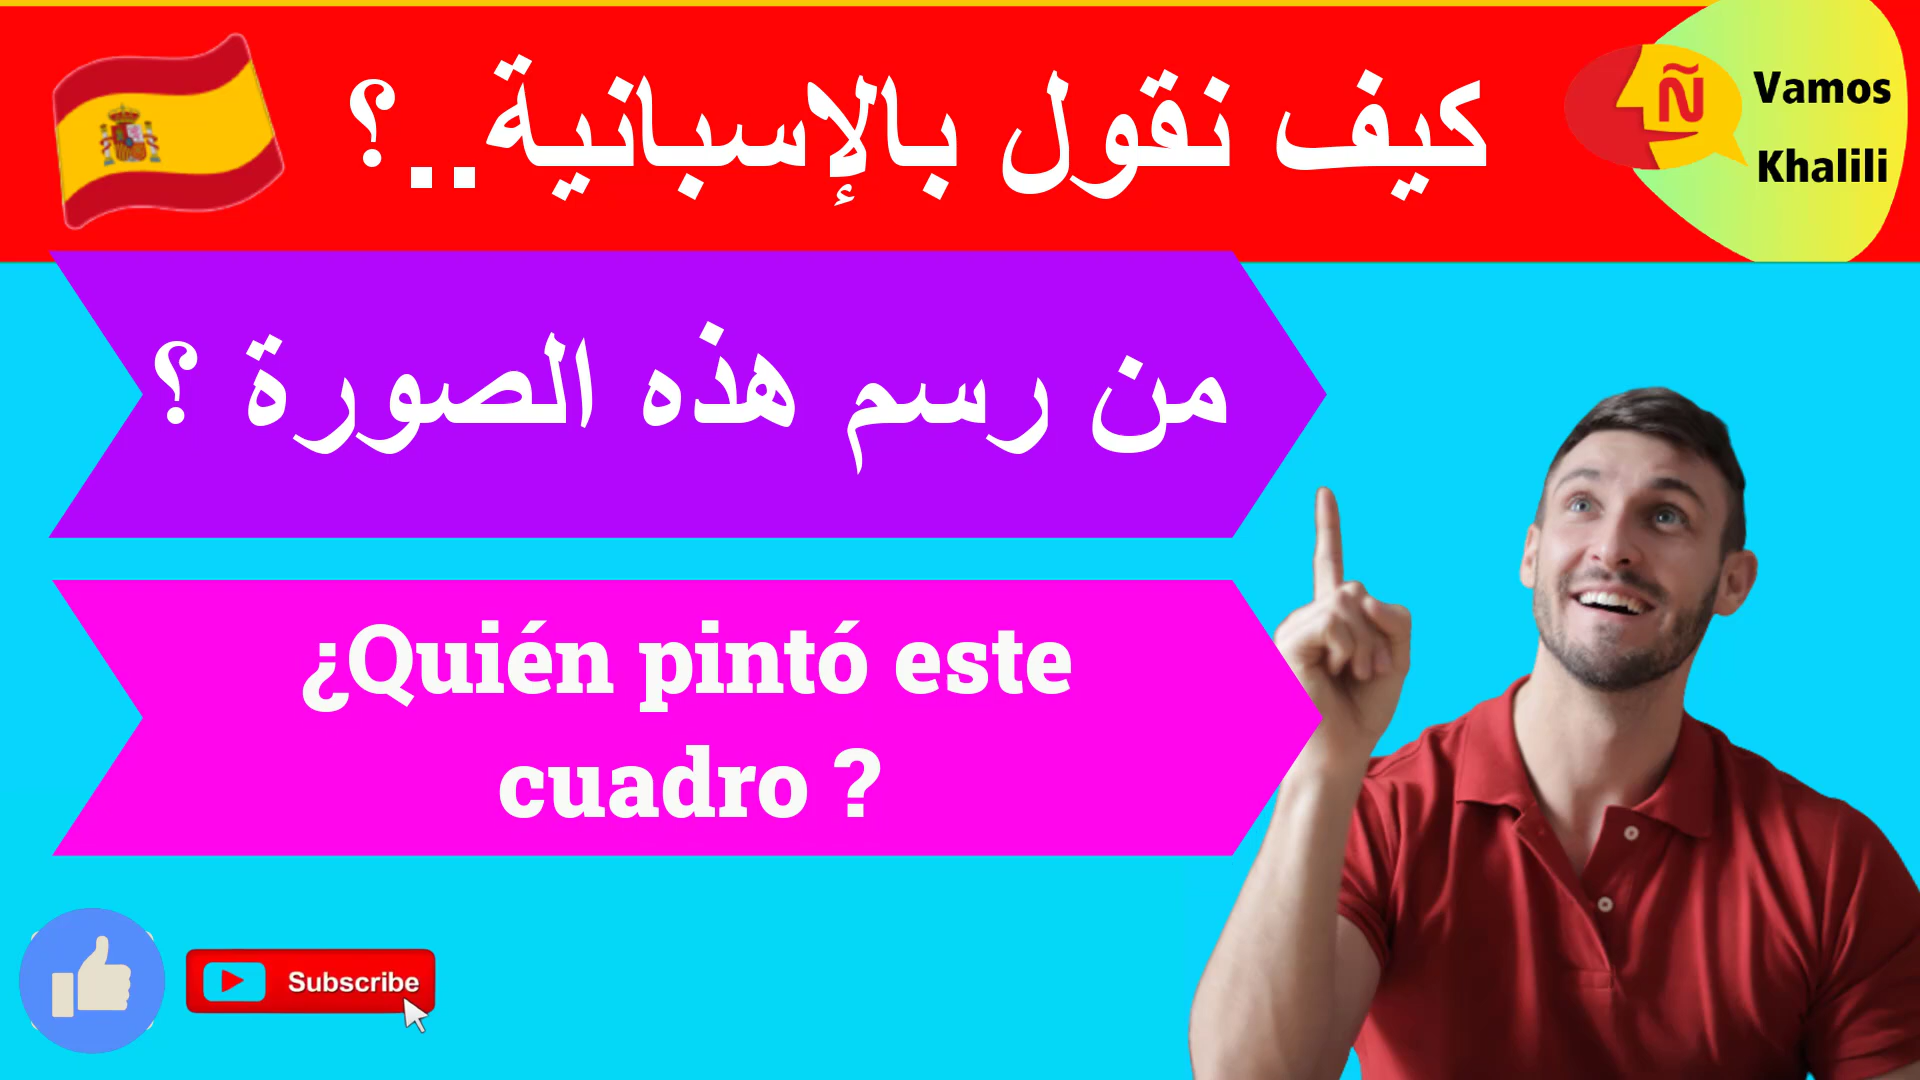 كيف نقول بالإسبانية..؟
Ñ
Vamos
Khalili
من رسم هذه الصورة ؟
¿Quién pintó este
cuadro ?
Subscribe